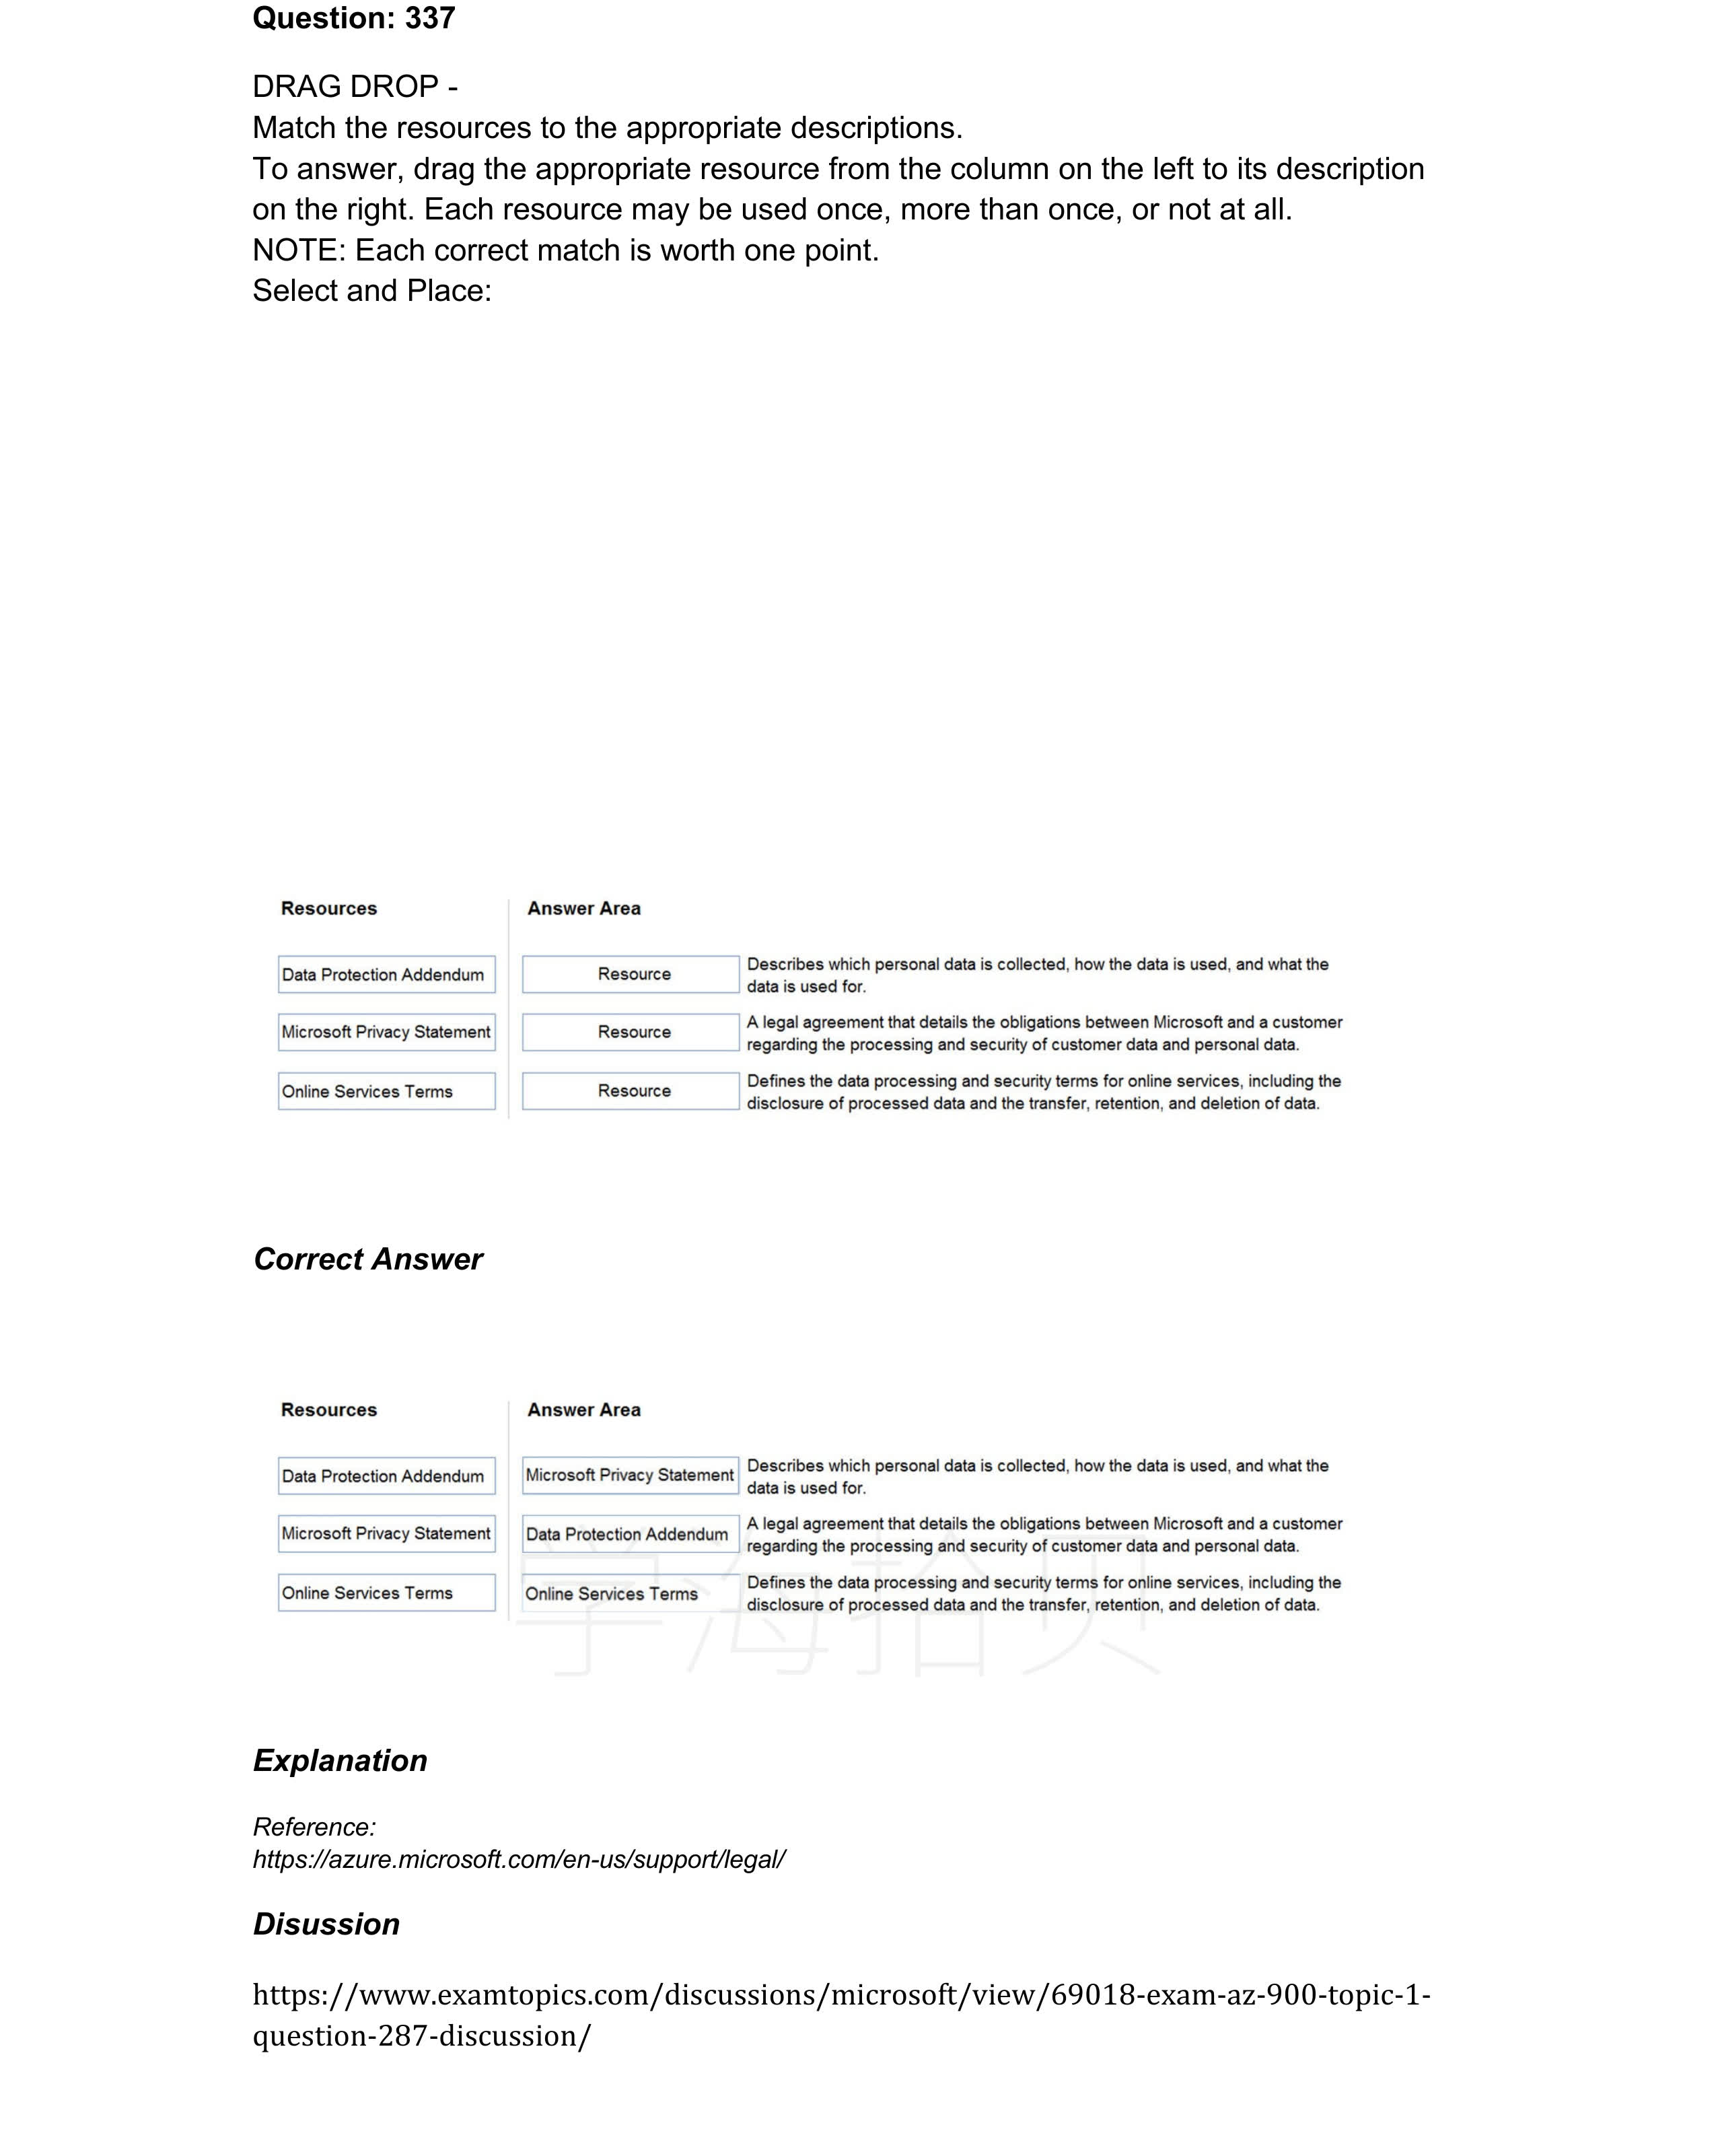 Question: 337
DRAG DROP -
Match the resources to the appropriate descriptions.
To answer, drag the appropriate resource from the column on the left to its description
on the right. Each resource may be used once, more than once, or not at all.
NOTE: Each correct match is worth one point.
Select and Place:
Resources
Answer Area
Data Protection Addendum
Resource
Describes which personal data is collected, how the data is used, and what the
data is used for.
Microsoft Privacy Statement
Resource
A legal agreement that details the obligations between Microsoft and a customer
regarding the processing and security of customer data and personal data.
Online Services Terms
Resource
Defines the data processing and security terms for online services, including the
disclosure of processed data and the transfer, retention, and deletion of data.
Correct Answer
Resources
Answer Area
Data Protection Addendum
Microsoft Privacy Statement
Describes which personal data is collected, how the data is used, and what the
data is used for.
Microsoft Privacy Statement
Data Protection Addendum
A legal agreement that details the obligations between Microsoft and a customer
regarding the processing and security of customer data and personal data.
Online Services Terms
Online Services Terms
Defines the data processing and security terms for online services, including the
disclosure of processed data and the transfer, retention, and deletion of data.
学海拾贝
Explanation
Reference:
https://azure.microsoft.com/en-us/support/legal/
Disussion
https://www.examtopics.com/discussions/microsoft/view/69018-exam-az-900-topic-1-
question-287-discussion/